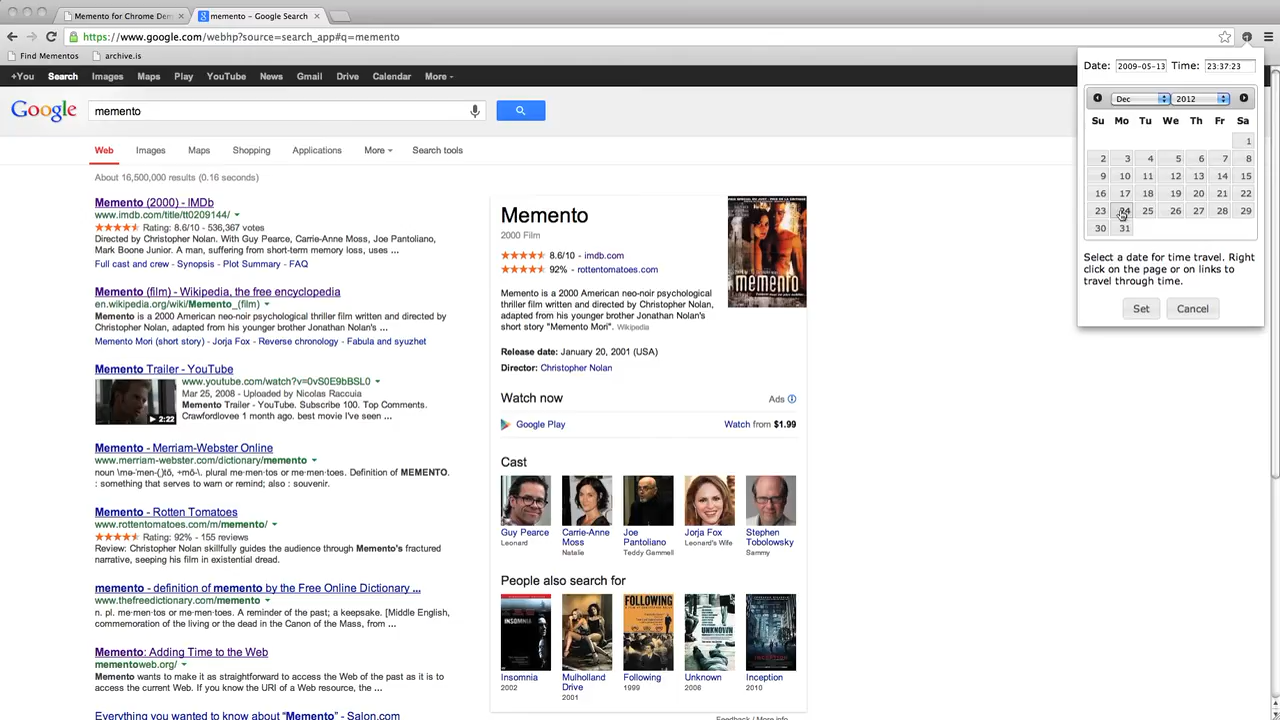 Memento for Chrome Dem
memento - Google Search
https://www.google.com/webhp?source=search_app#q=memento
Find Mementos
archive.is
+You Search Images Maps Play YouTube News Gmail Drive Calendar More
Google
memento
Web Images Maps Shopping Applications More Search tools
About 16,500,000 results (0.16 seconds)
Memento (2000) - IMDb
www.imdb.com/title/tt0209144/
Rating: 8.6/10 - 536,367 votes
Directed by Christopher Nolan. With Guy Pearce, Carrie-Anne Moss, Joe Pantoliano,
Mark Boone Junior. A man, suffering from short-term memory loss, uses ...
Full cast and crew - Synopsis - Plot Summary - FAQ
Memento (film) - Wikipedia, the free encyclopedia
en.wikipedia.org/wiki/Memento_(film)
Memento is a 2000 American neo-noir psychological thriller film written and directed by
Christopher Nolan, adapted from his younger brother Jonathan Nolan's ...
Memento Mori (short story) - Jorja Fox - Reverse chronology - Fabula and syuzhet
Memento Trailer - YouTube
www.youtube.com/watch?v=0vS0E9bBSL0
Mar 25, 2008 - Uploaded by Nicolas Raccuia
Memento Trailer - YouTube. Subscribe 100. Top Comments.
Crawfordlovee 1 month ago. best movie I've seen ...
2:22
Memento - Merriam-Webster Online
www.merriam-webster.com/dictionary/memento
noun \mə-ˈmen-(ˌ)tō, +mō-\. plural me·men·tos or me·men·toes. Definition of MEMENTO.
: something that serves to warn or remind; also : souvenir.
Memento - Rotten Tomatoes
www.rottentomatoes.com/m/memento/
Rating: 92% - 155 reviews
Review: Christopher Nolan skillfully guides the audience through Memento's fractured
narrative, seeping his film in existential dread.
memento - definition of memento by the Free Online Dictionary ...
www.thefreedictionary.com/memento
n. pl. me·men·tos or me·men·toes. A reminder of the past; a keepsake. [Middle English,
commemoration of the living or the dead in the Canon of the Mass, from ...
Memento: Adding Time to the Web
mementoweb.org/
Memento wants to make it as straightforward to access the Web of the past as it is to
access the current Web. If you know the URI of a Web resource, the ...
Everything you wanted to know about "Memento" - Salon.com
Memento
2000 Film
8.6/10 - imdb.com
92% - rottentomatoes.com
memento
Memento is a 2000 American neo-noir psychological
thriller film written and directed by Christopher Nolan,
adapted from his younger brother Jonathan Nolan's
short story "Memento Mori". Wikipedia
Release date: January 20, 2001 (USA)
Director: Christopher Nolan
Watch now
Ads
Google Play
Watch from $1.99
Cast
Guy Pearce
Leonard
Carrie-Anne
Moss
Natalie
Joe
Pantoliano
Teddy Gammell
Jorja Fox
Leonard's Wife
Stephen
Tobolowsky
Sammy
People also search for
INSOMNIA
FOLLOWING
UNKNOWN
INCEPTION
Insomnia
2002
Mulholland
Drive
2001
Following
1999
Unknown
2006
Inception
2010
Feedback / More info
Date: 2009-05-13 Time: 23:37:23
Dec 2012
Su Mo Tu We Th Fr Sa
1
2 3 4 5 6 7 8
9 10 11 12 13 14 15
16 17 18 19 20 21 22
23 24 25 26 27 28 29
30 31
Select a date for time travel. Right
click on the page or on links to
travel through time.
Set Cancel